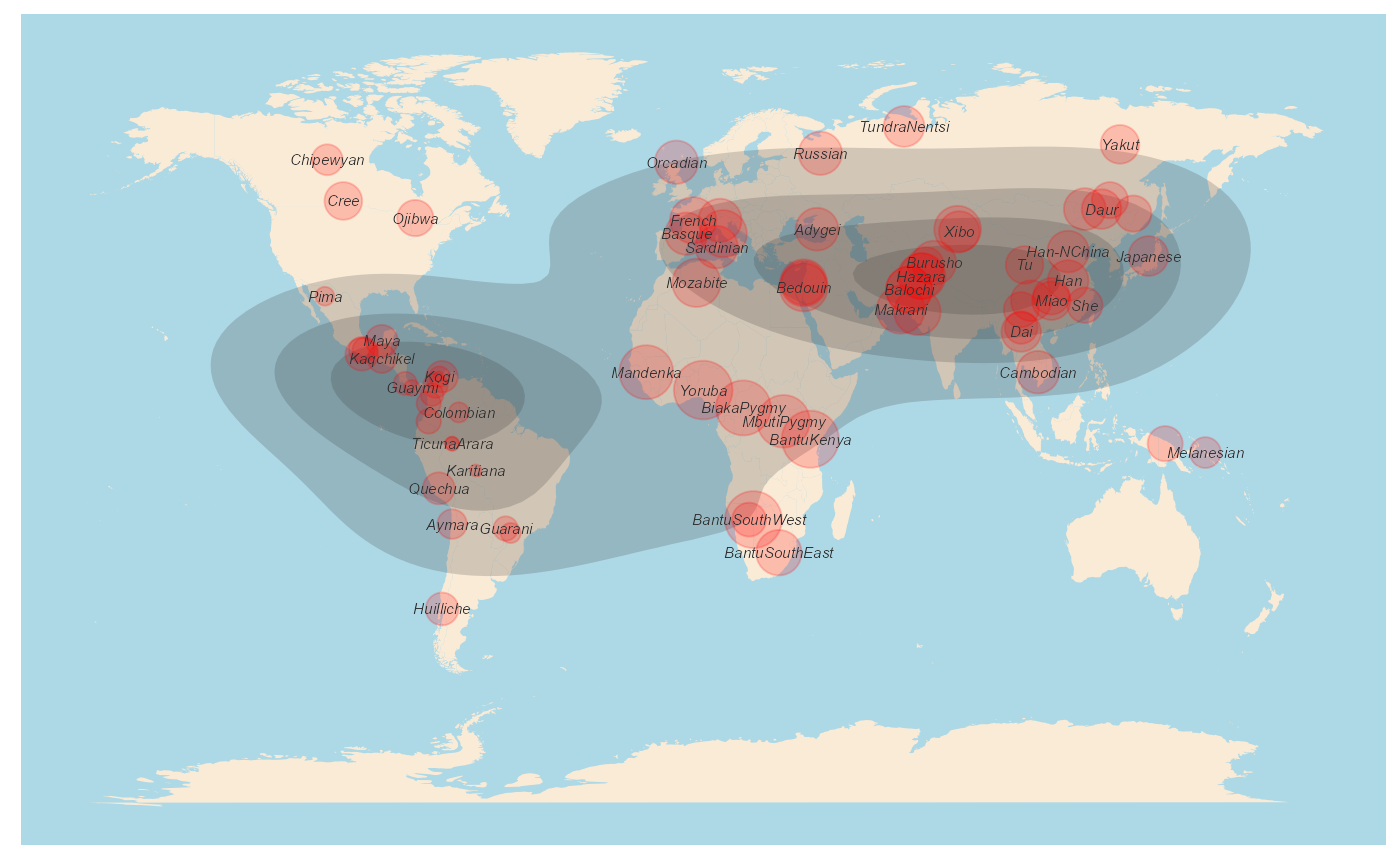 TundraNentsi
Yakut
Russian
Chipewyan
Orcadian
Cree
Daur
Ojibwa
French
Adygei
Xibo
Basque
Sardinian
Han-NChina
Japanese
Burusho
Tu
Hazara
Mozabite
Bedouin
Balochi
Han
Pima
Makrani
Miao
She
Dai
Maya
Kaqchikel
Mandenka
Cambodian
Kogi
Guaymi
Yoruba
Colombian
BiakaPygmy
MbutiPygmy
BantuKenya
TicunaArara
Melanesian
Karitiana
Quechua
BantuSouthWest
Aymara
Guarani
BantuSouthEast
Huilliche